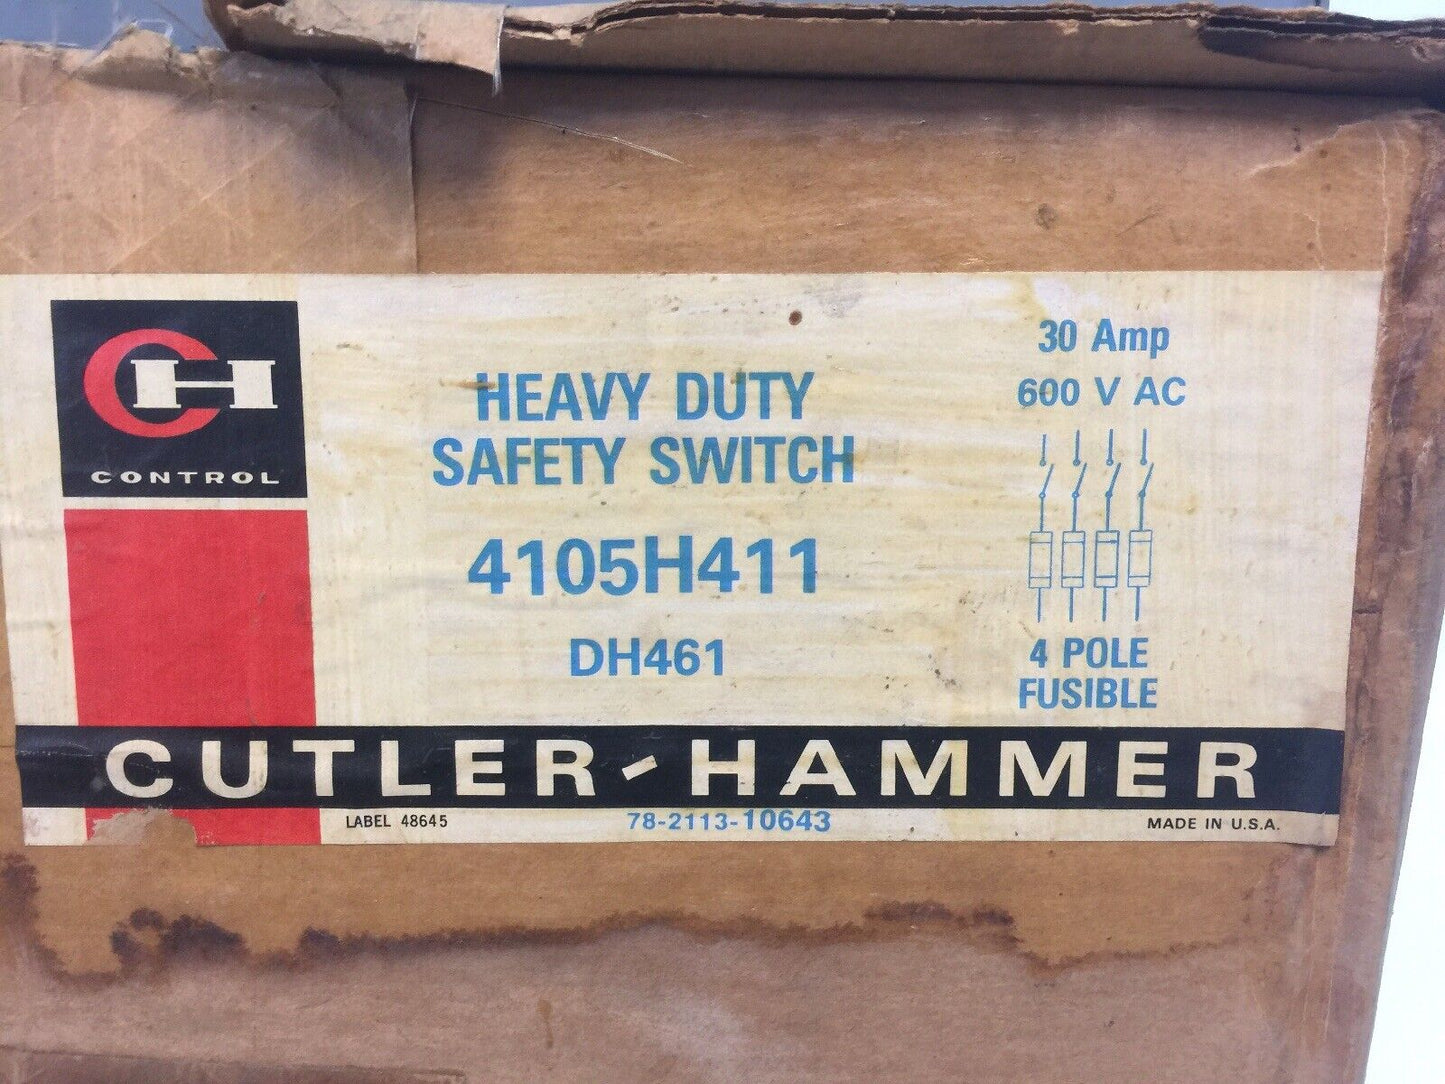 CH
CONTROL
HEAVY DUTY
SAFETY SWITCH
4105H411
DH461
30 Amp
600 V AC
4 POLE
FUSIBLE
CUTLER-HAMMER
LABEL 48645
78-2113-10643
MADE IN U.S.A.